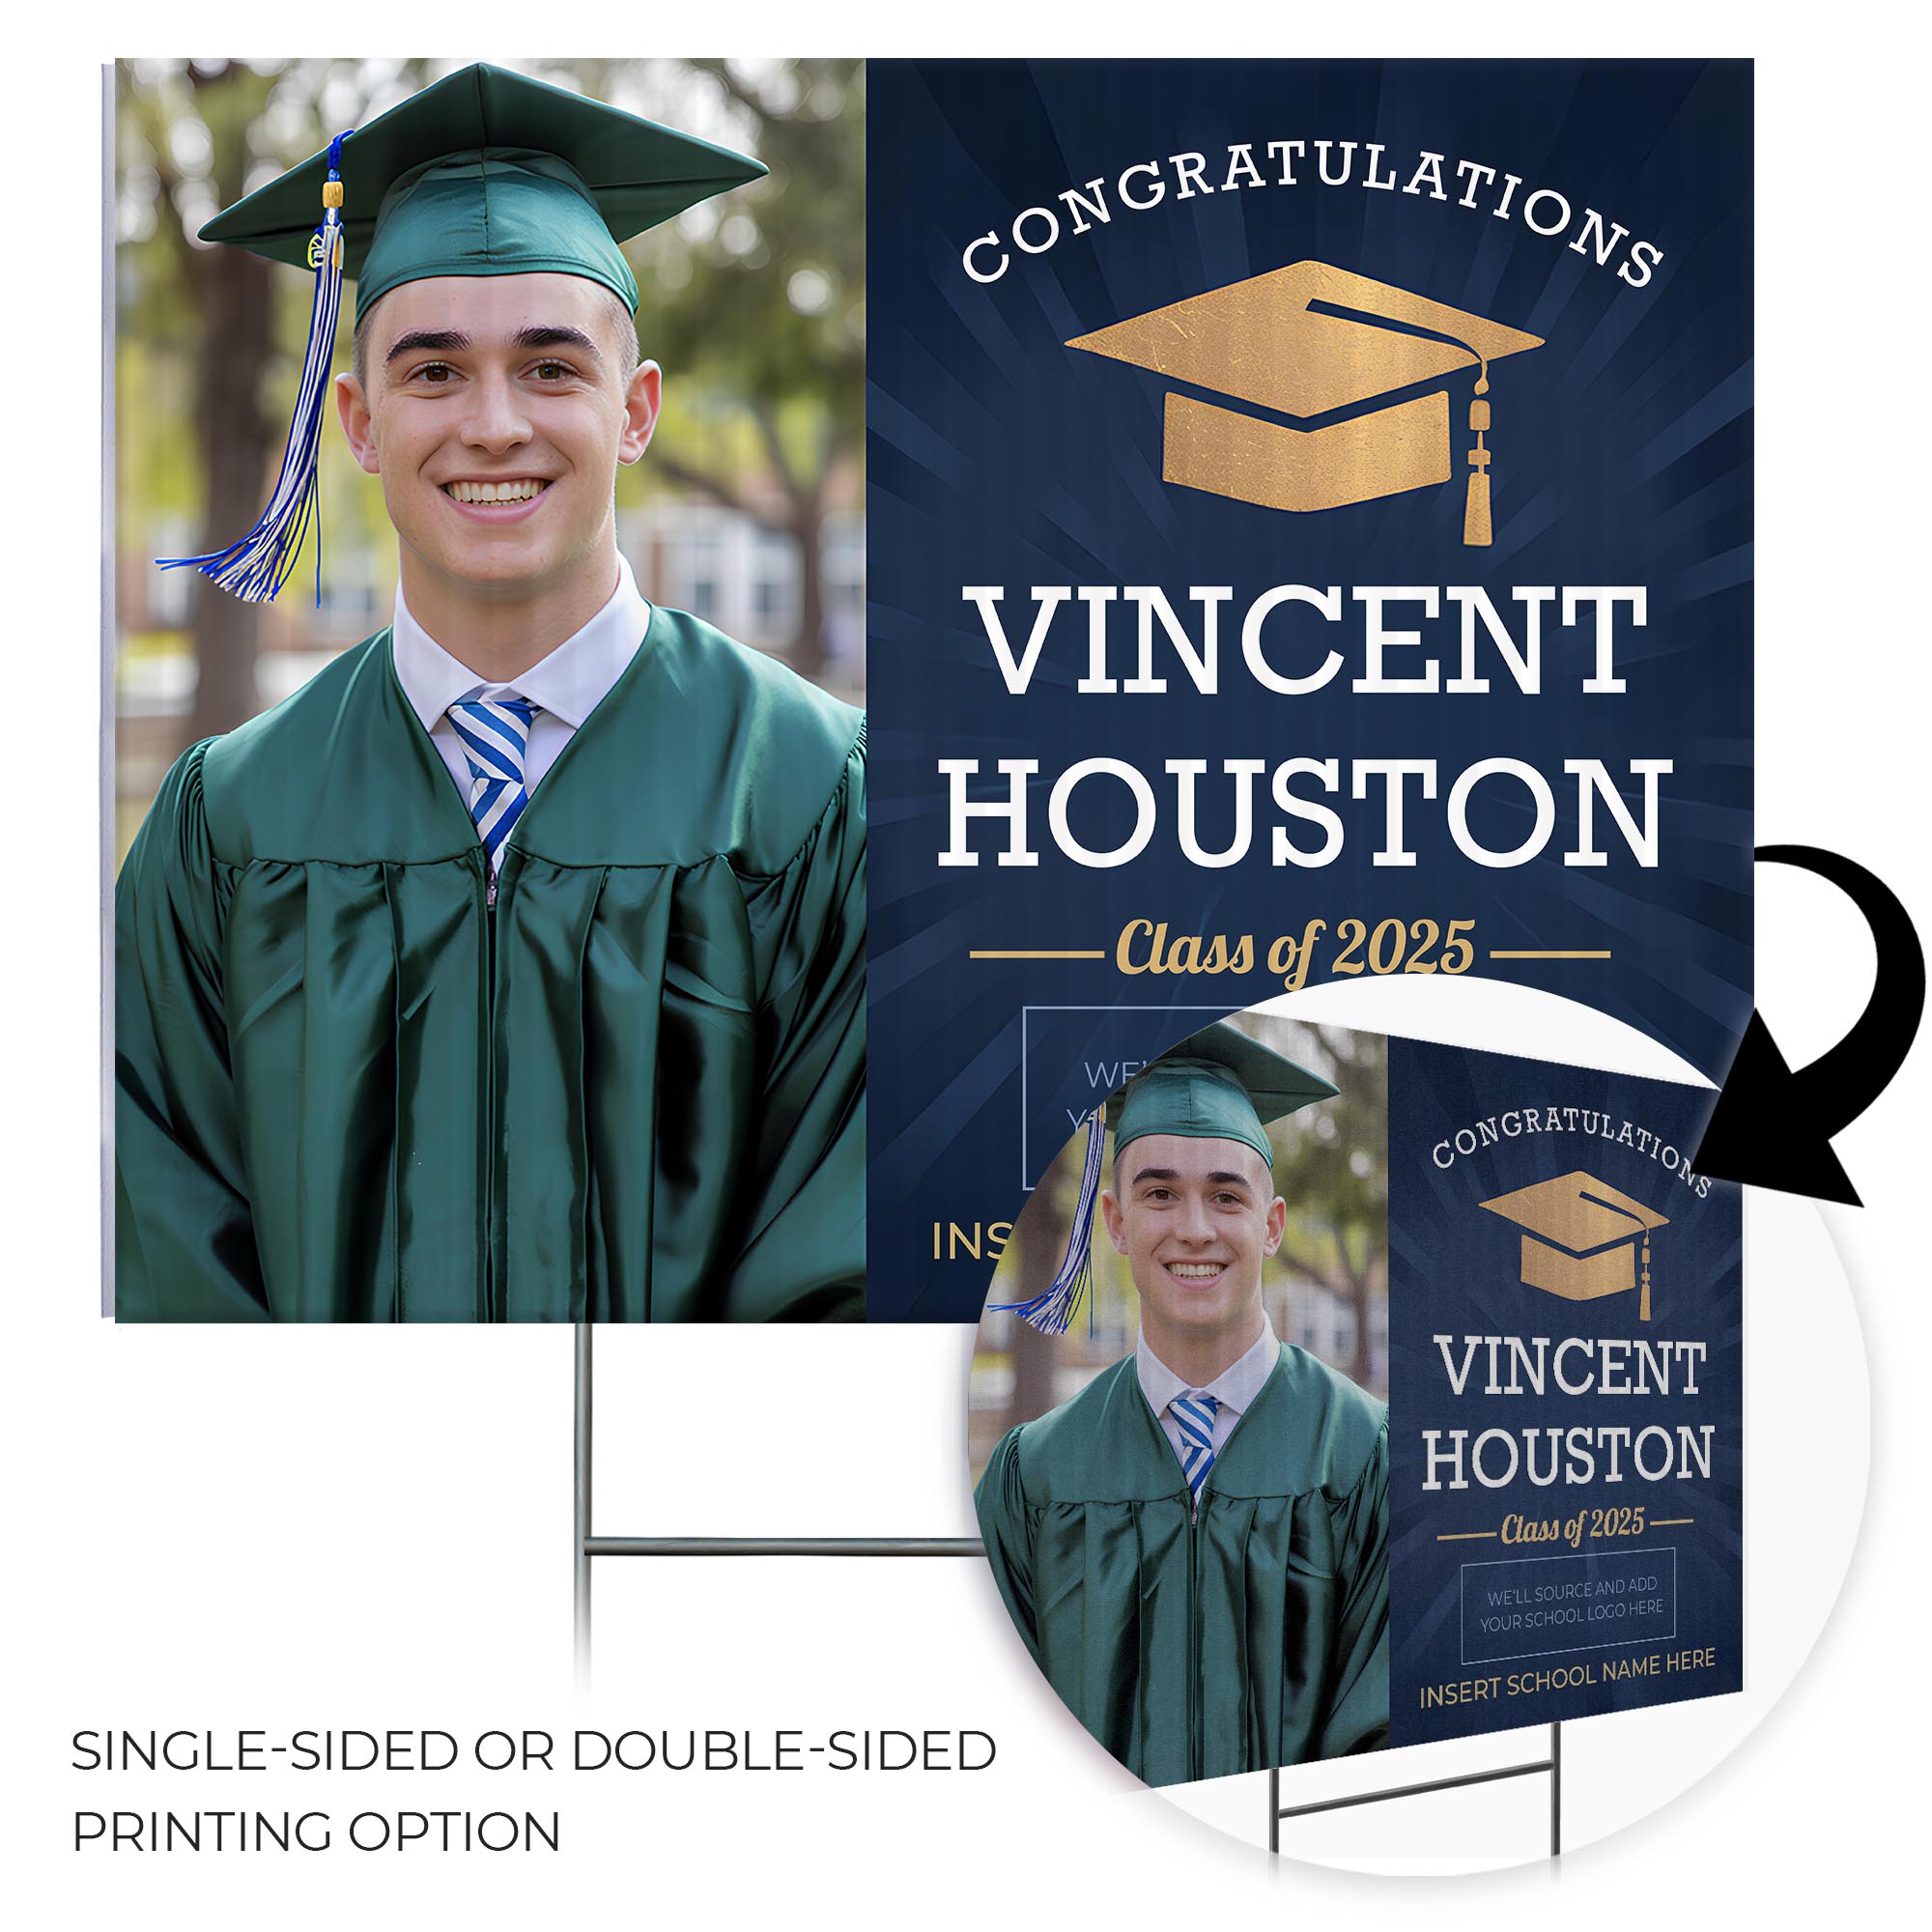 CONGRATULATIONS
VINCENT
HOUSTON
Class of 2025
WE'
INS
CONGRATULATIONS
VINCENT
HOUSTON
Class of 2025
WE'LL SOURCE AND ADD
YOUR SCHOOL LOGO HERE
INSERT SCHOOL NAME HERE
SINGLE-SIDED OR DOUBLE-SIDED
PRINTING OPTION